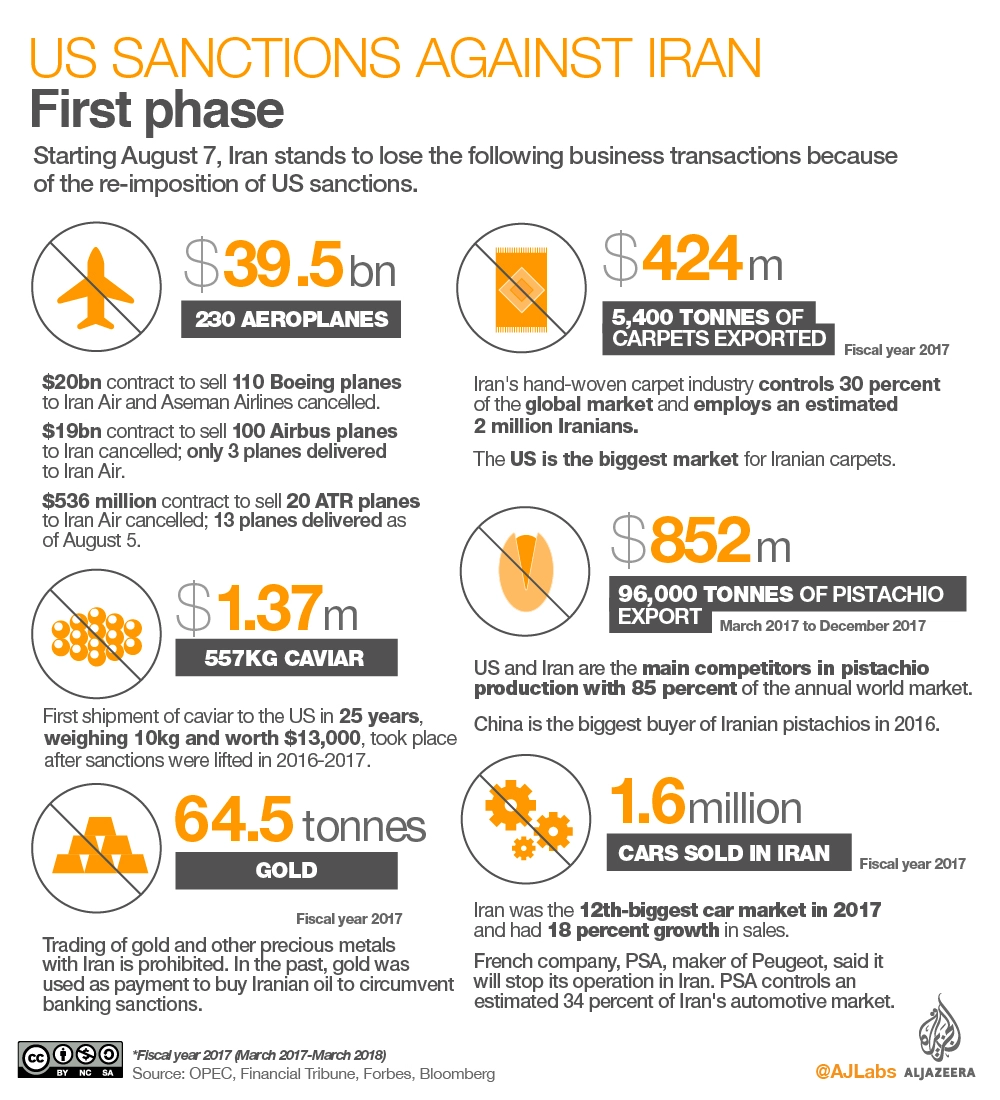 US SANCTIONS AGAINST IRAN
First phase
Starting August 7, Iran stands to lose the following business transactions because
of the re-imposition of US sanctions.
$39.5bn
230 AEROPLANES
$20bn contract to sell 110 Boeing planes
to Iran Air and Aseman Airlines cancelled.
$19bn contract to sell 100 Airbus planes
to Iran cancelled; only 3 planes delivered
to Iran Air.
$536 million contract to sell 20 ATR planes
to Iran Air cancelled; 13 planes delivered as
of August 5.
$1.37m
557KG CAVIAR
First shipment of caviar to the US in 25 years,
weighing 10kg and worth $13,000, took place
after sanctions were lifted in 2016-2017.
64.5 tonnes
GOLD
Fiscal year 2017
Trading of gold and other precious metals
with Iran is prohibited. In the past, gold was
used as payment to buy Iranian oil to circumvent
banking sanctions.
$424m
5,400 TONNES OF
CARPETS EXPORTED
Fiscal year 2017
Iran's hand-woven carpet industry controls 30 percent
of the global market and employs an estimated
2 million Iranians.
The US is the biggest market for Iranian carpets.
$852m
96,000 TONNES OF PISTACHIO
EXPORT
March 2017 to December 2017
US and Iran are the main competitors in pistachio
production with 85 percent of the annual world market.
China is the biggest buyer of Iranian pistachios in 2016.
1.6million
CARS SOLD IN IRAN
Fiscal year 2017
Iran was the 12th-biggest car market in 2017
and had 18 percent growth in sales.
French company, PSA, maker of Peugeot, said it
will stop its operation in Iran. PSA controls an
estimated 34 percent of Iran's automotive market.
cc
BY NC SA
*Fiscal year 2017 (March 2017-March 2018)
Source: OPEC, Financial Tribune, Forbes, Bloomberg
@AJLabs
ALJAZEERA